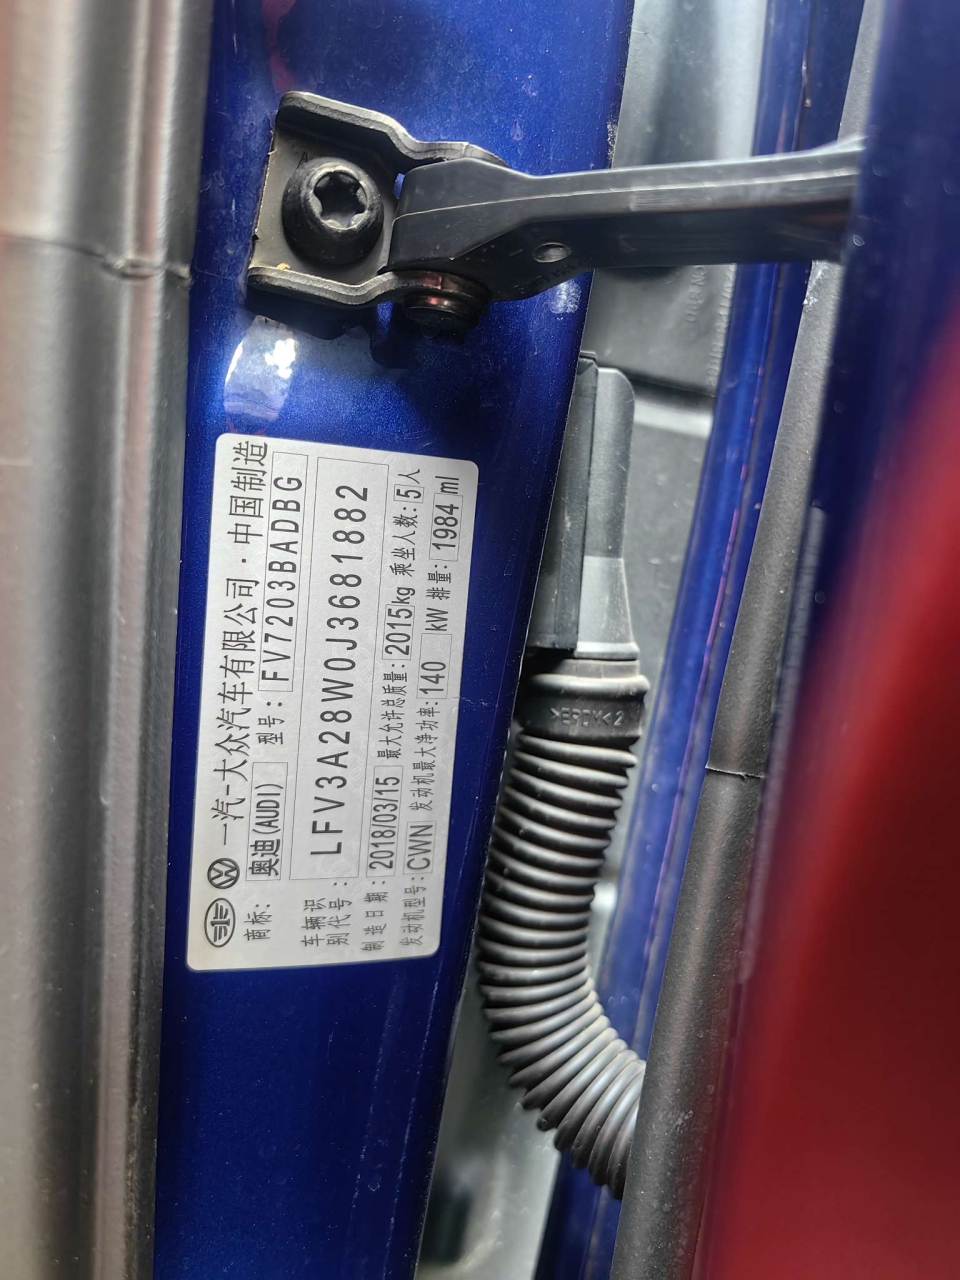 一汽-大众汽车有限公司·中国制造
商标: 奥迪(AUDI) 型号: FV7203BADBG
车辆识别代号: LFV3A28W0J3681882
制造日期: 2018/03/15 最大允许总质量: 2015kg 乘坐人数: 5人
发动机型号: CWN 发动机最大净功率: 140 kW 排量: 1984 ml
>E9CM<2